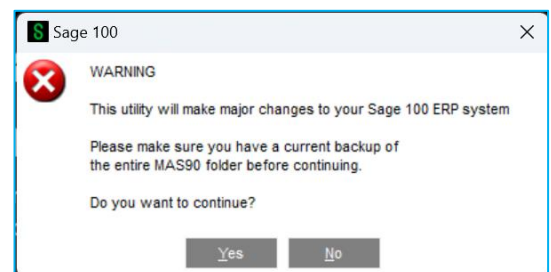 S Sage 100
WARNING
This utility will make major changes to your Sage 100 ERP system
Please make sure you have a current backup of
the entire MAS90 folder before continuing.
Do you want to continue?
Yes No